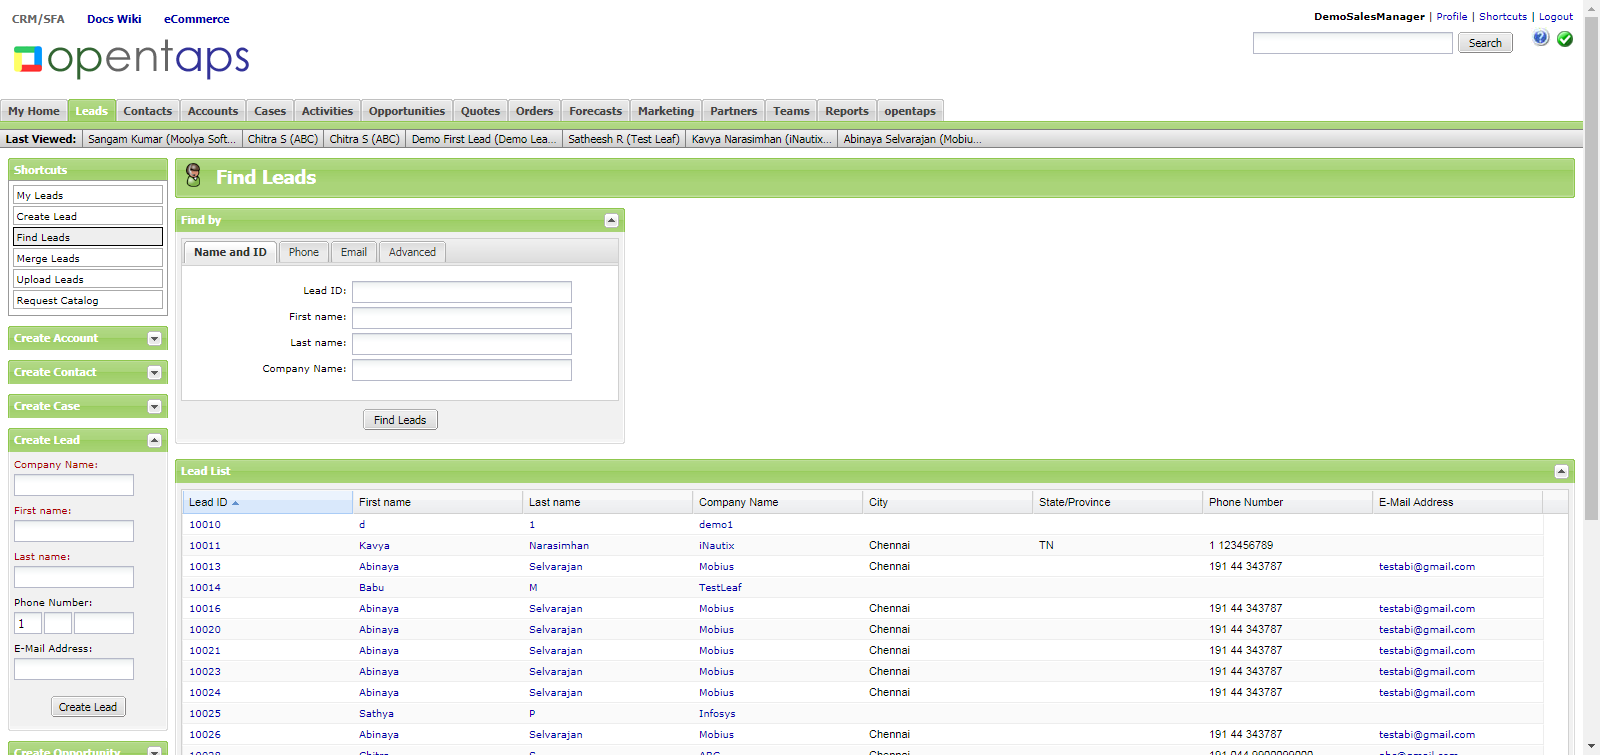 CRM/SFA Docs Wiki eCommerce
DemoSalesManager | Profile | Shortcuts | Logout
opentaps
Search
My Home Leads Contacts Accounts Cases Activities Opportunities Quotes Orders Forecasts Marketing Partners Teams Reports opentaps
Last Viewed: Sangam Kumar (Moolya Soft... Chitra S (ABC) Chitra S (ABC) Demo First Lead (Demo Lea... Satheesh R (Test Leaf) Kavya Narasimhan (iNautix... Abinaya Selvarajan (Mobiu...
Shortcuts
My Leads
Create Lead
Find Leads
Merge Leads
Upload Leads
Request Catalog
Create Account
Create Contact
Create Case
Create Lead
Company Name:
First name:
Last name:
Phone Number:
1
E-Mail Address:
Create Lead
Create Opportunity
Find Leads
Find by
Name and ID Phone Email Advanced
Lead ID:
First name:
Last name:
Company Name:
Find Leads
Lead List
Lead ID First name Last name Company Name City State/Province Phone Number E-Mail Address
10010 d 1 demo1
10011 Kavya Narasimhan iNautix Chennai TN 1 123456789
10013 Abinaya Selvarajan Mobius Chennai 191 44 343787 testabi@gmail.com
10014 Babu M TestLeaf
10016 Abinaya Selvarajan Mobius Chennai 191 44 343787 testabi@gmail.com
10020 Abinaya Selvarajan Mobius Chennai 191 44 343787 testabi@gmail.com
10021 Abinaya Selvarajan Mobius Chennai 191 44 343787 testabi@gmail.com
10023 Abinaya Selvarajan Mobius Chennai 191 44 343787 testabi@gmail.com
10024 Abinaya Selvarajan Mobius Chennai 191 44 343787 testabi@gmail.com
10025 Sathya P Infosys
10026 Abinaya Selvarajan Mobius Chennai 191 44 343787 testabi@gmail.com
Chitra S ABC Chennai